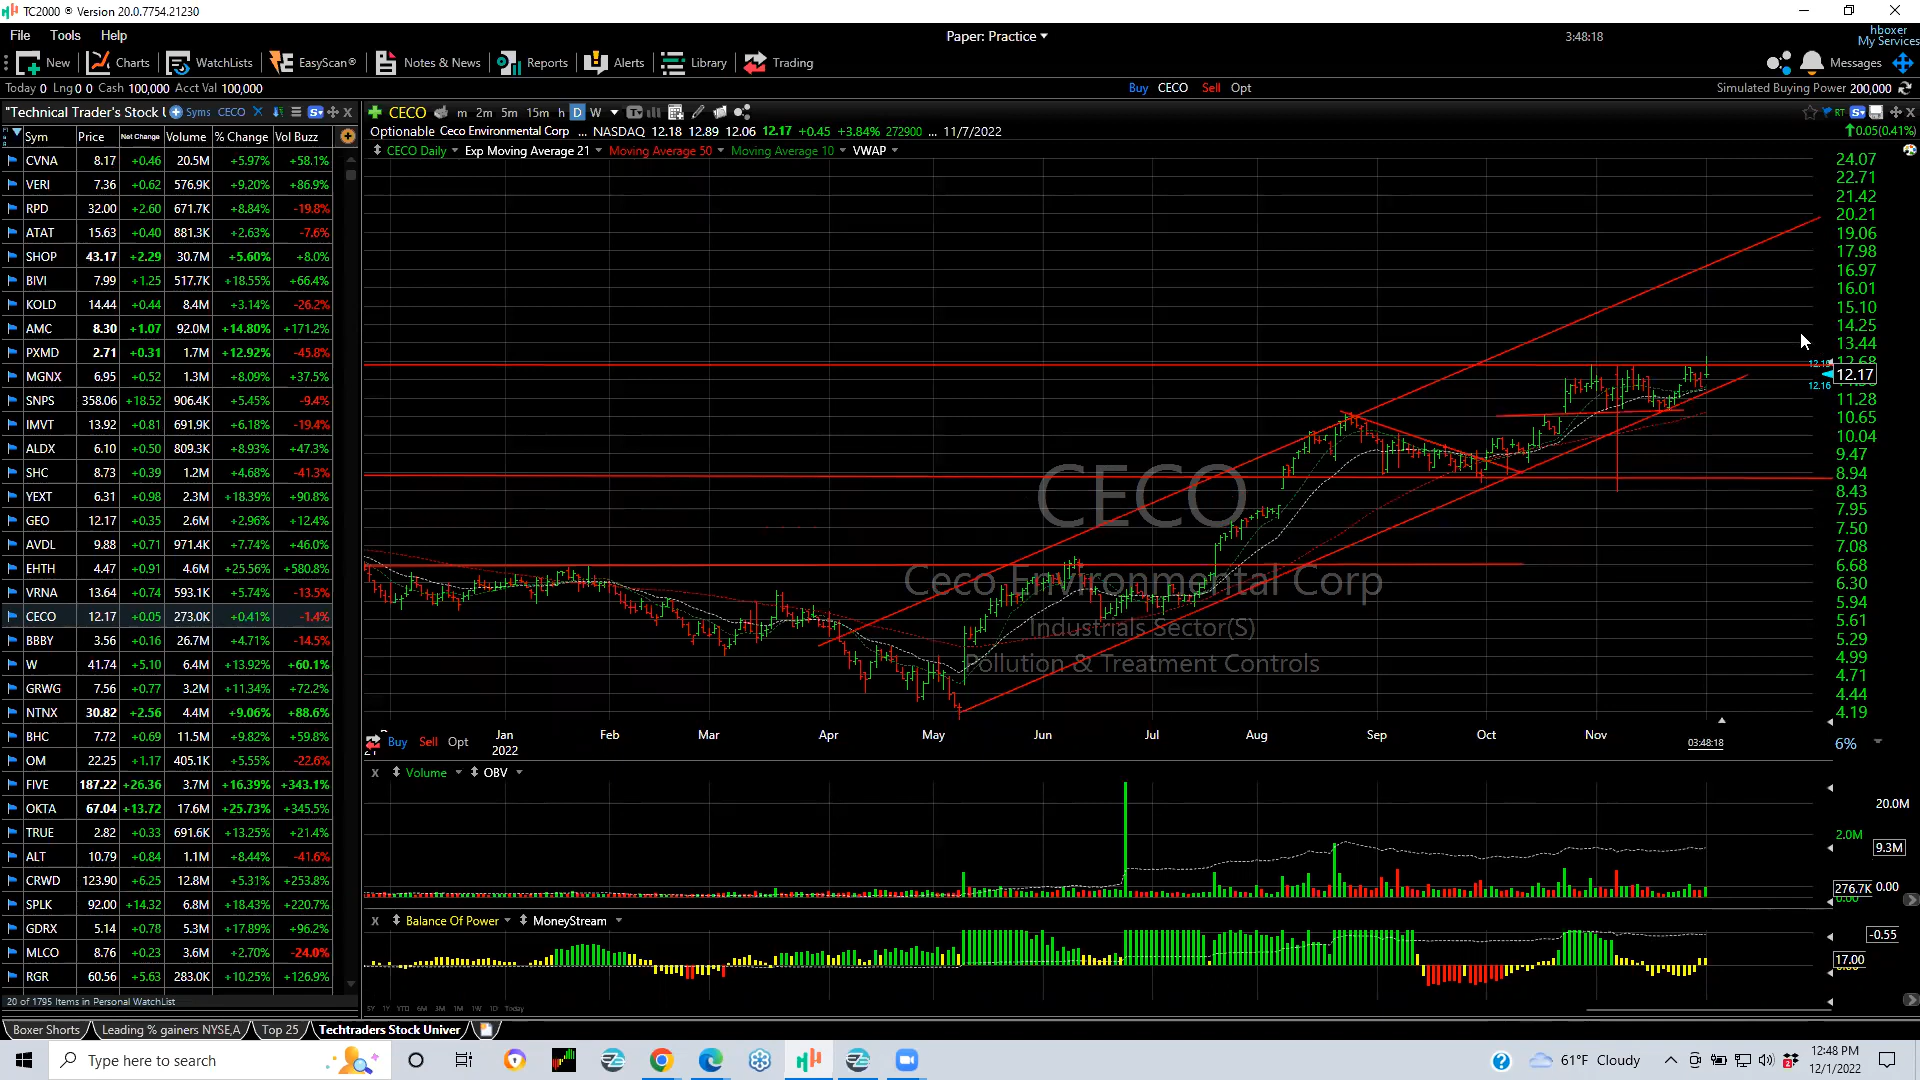 TC2000 ® Version 20.0.7754.21230
File Tools Help
Paper: Practice
3:48:18
hboxer
My Services
New Charts WatchLists EasyScan® Notes & News Reports Alerts Library Trading
Messages
Today 0 Lng 0 0 Cash 100,000 Acct Val 100,000
Buy CECO Sell Opt
Simulated Buying Power 200,000
"Technical Trader's Stock U Syms CECO
CECO m 2m 5m 15m h D W
RT
Optionable Ceco Environmental Corp ... NASDAQ 12.18 12.89 12.06 12.17 +0.45 +3.84% 272900 ... 11/7/2022
0.05(0.41%)
CECO Daily Exp Moving Average 21 Moving Average 50 Moving Average 10 VWAP
Sym Price Net Change Volume % Change Vol Buzz
CVNA 8.17 +0.46 20.5M +5.97% +58.1%
VERI 7.36 +0.62 576.9K +9.20% +86.9%
RPD 32.00 +2.60 671.7K +8.84% -19.8%
ATAT 15.63 +0.40 881.3K +2.63% -7.6%
SHOP 43.17 +2.29 30.7M +5.60% +8.0%
BIVI 7.99 +1.25 517.7K +18.55% +66.4%
KOLD 14.44 +0.44 8.4M +3.14% -26.2%
AMC 8.30 +1.07 92.0M +14.80% +171.2%
PXMD 2.71 +0.31 1.7M +12.92% -45.8%
MGNX 6.95 +0.52 1.3M +8.09% +37.5%
SNPS 358.06 +18.52 906.4K +5.45% -9.4%
IMVT 13.92 +0.81 691.9K +6.18% -19.4%
ALDX 6.10 +0.50 809.3K +8.93% +47.3%
SHC 8.73 +0.39 1.2M +4.68% -41.3%
YEXT 6.31 +0.98 2.3M +18.39% +90.8%
GEO 12.17 +0.35 2.6M +2.96% +12.4%
AVDL 9.88 +0.71 971.4K +7.74% +46.0%
EHTH 4.47 +0.91 4.6M +25.56% +580.8%
VRNA 13.64 +0.74 593.1K +5.74% -13.5%
CECO 12.17 +0.05 273.0K +0.41% -1.4%
BBBY 3.56 +0.16 26.7M +4.71% -14.5%
W 41.74 +5.10 6.4M +13.92% +60.1%
GRWG 7.56 +0.77 3.2M +11.34% +72.2%
NTNX 30.82 +2.56 4.4M +9.06% +88.6%
BHC 7.72 +0.69 11.5M +9.82% +59.8%
OM 22.25 +1.17 405.1K +5.55% -22.6%
FIVE 187.22 +26.36 3.7M +16.39% +343.1%
OKTA 67.04 +13.72 17.6M +25.73% +345.5%
TRUE 2.82 +0.33 691.6K +13.25% +21.4%
ALT 10.79 +0.84 1.1M +8.44% -41.6%
CRWD 123.90 +6.25 12.8M +5.31% +253.8%
SPLK 92.00 +14.32 6.8M +18.43% +220.7%
GDRX 5.14 +0.78 5.3M +17.89% +96.2%
MLCO 8.76 +0.23 3.6M +2.70% -24.0%
RGR 60.56 +5.63 283.0K +10.25% +126.9%
20 of 1795 Items in Personal WatchList
24.07
22.71
21.42
20.21
19.06
17.98
16.97
16.01
15.10
14.25
13.44
12.68
12.17
12.16
11.28
10.65
10.04
9.47
8.94
8.43
7.95
7.50
7.08
6.68
6.30
5.94
5.61
5.29
4.99
4.71
4.44
4.19
6%
CECO
Ceco Environmental Corp
Industrials Sector(S)
Pollution & Treatment Controls
Jan Feb Mar Apr May Jun Jul Aug Sep Oct Nov
2022
03:48:18
Buy Sell Opt
x Volume OBV
20.0M
2.0M
9.3M
276.7K 0.00
x Balance Of Power MoneyStream
-0.55
17.00
5Y 1Y YTD 6M 3M 1M 1W 1D Today
Boxer Shorts Leading % gainers NYSE,A Top 25 Techtraders Stock Univer
Type here to search
61°F Cloudy
12:48 PM
12/1/2022